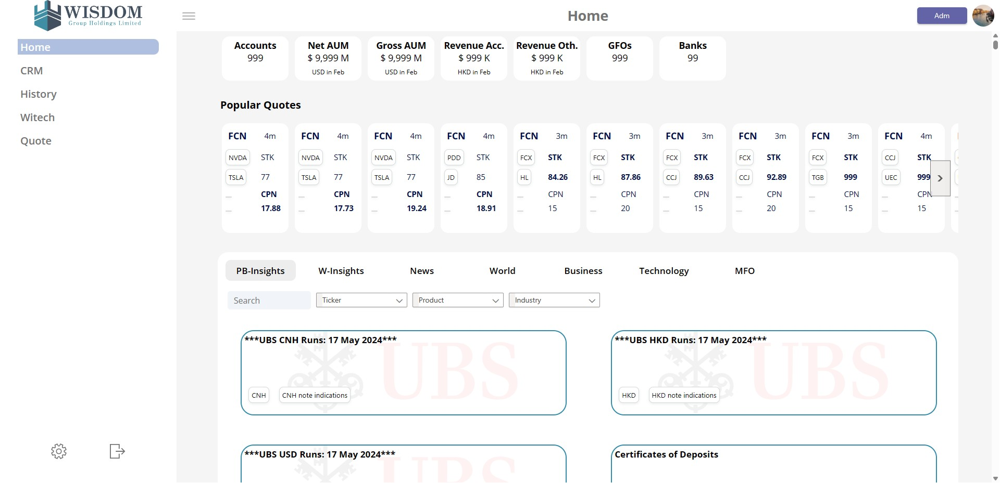 WISDOM
Group Holdings Limited
Home
Adm
Home
CRM
History
Witech
Quote
Accounts
999
Net AUM
$ 9,999 M
USD in Feb
Gross AUM
$ 9,999 M
USD in Feb
Revenue Acc.
$ 999 K
HKD in Feb
Revenue Oth.
$ 999 K
HKD in Feb
GFOs
999
Banks
99
Popular Quotes
FCN 4m
NVDA STK
TSLA 77
_ CPN
_ 17.88
FCN 4m
NVDA STK
TSLA 77
_ CPN
_ 17.73
FCN 4m
NVDA STK
TSLA 77
_ CPN
_ 19.24
FCN 4m
PDD STK
JD 85
_ CPN
_ 18.91
FCN 3m
FCX STK
HL 84.26
_ CPN
_ 15
FCN 3m
FCX STK
HL 87.86
_ CPN
_ 20
FCN 3m
FCX STK
CCJ 89.63
_ CPN
_ 15
FCN 3m
FCX STK
CCJ 92.89
_ CPN
_ 20
FCN 3m
FCX STK
TGB 999
_ CPN
_ 15
FCN 4m
CCJ STK
UEC 999
_ CPN
_ 15
PB-Insights W-Insights News World Business Technology MFO
Search Ticker Product Industry
***UBS CNH Runs: 17 May 2024***
UBS
CNH CNH note indications
***UBS HKD Runs: 17 May 2024***
UBS
HKD HKD note indications
***UBS USD Runs: 17 May 2024***
UBS
Certificates of Deposits